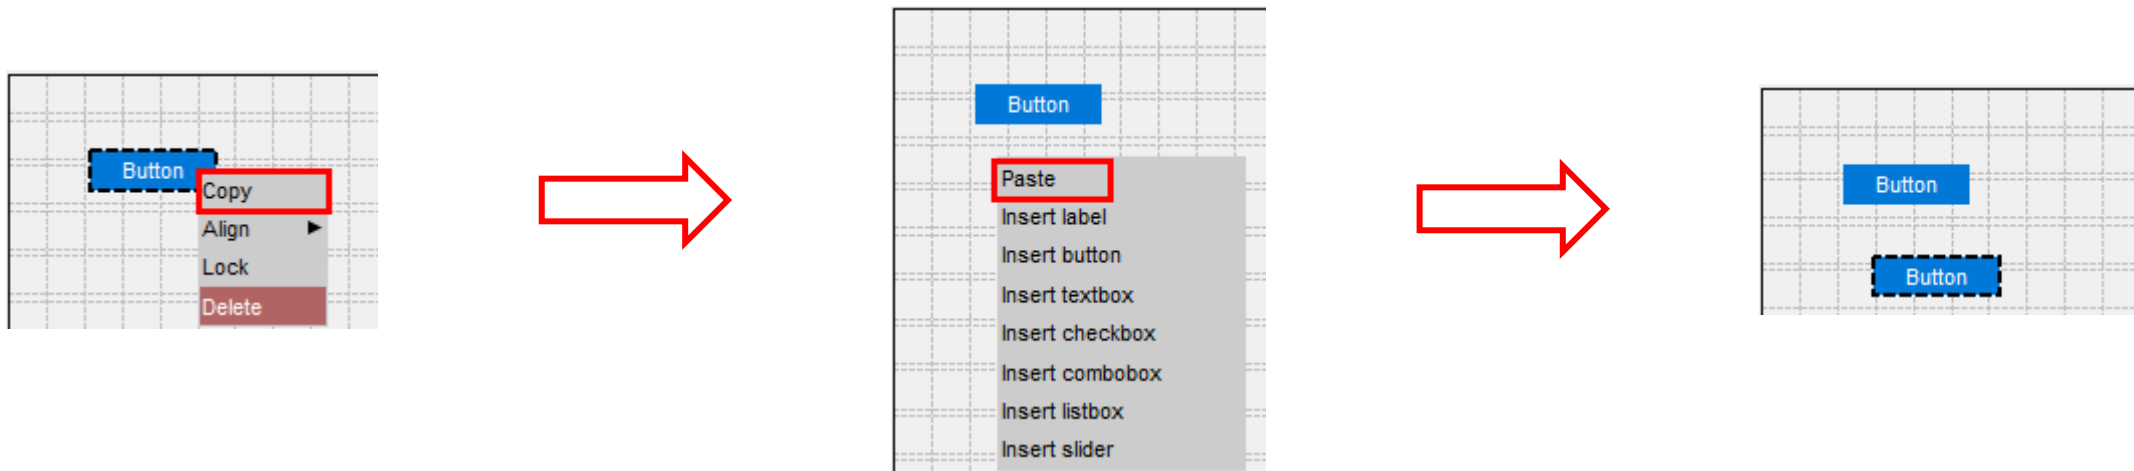 Button
Copy
Align
Lock
Delete
Button
Paste
Insert label
Insert button
Insert textbox
Insert checkbox
Insert combobox
Insert listbox
Insert slider
Button
Button